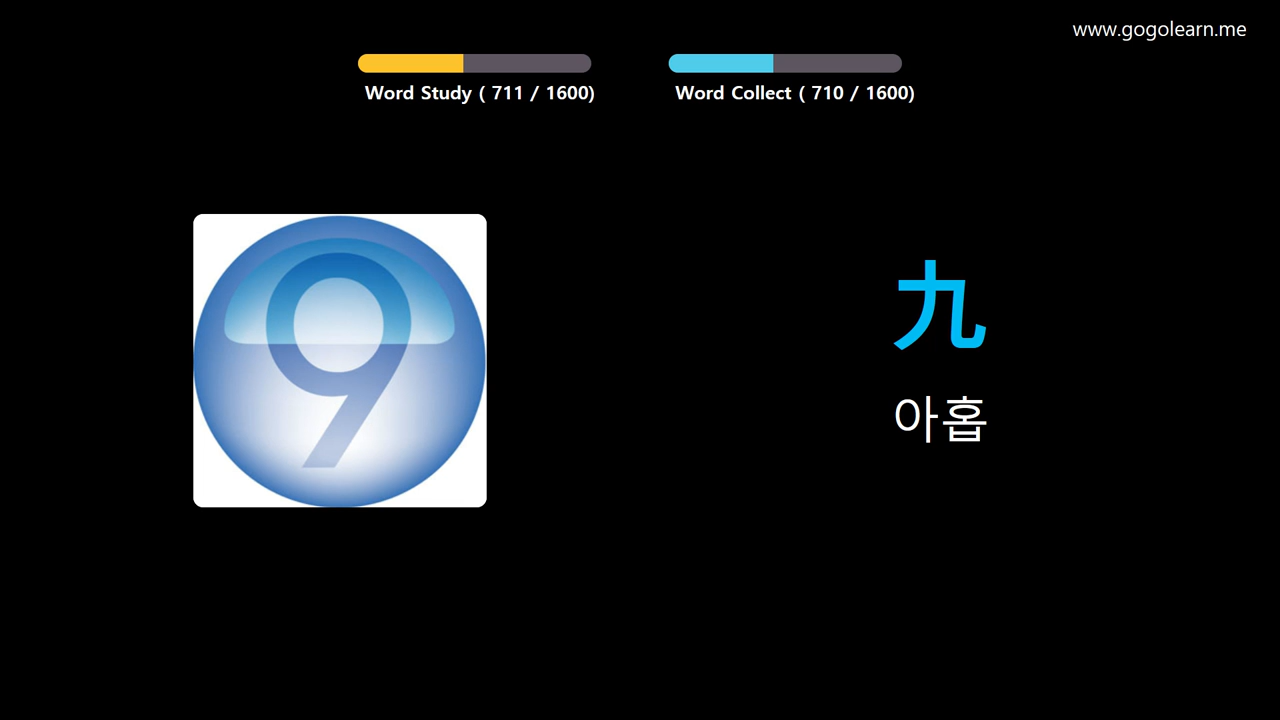 www.gogolearn.me
Word Study ( 711 / 1600)
Word Collect ( 710 / 1600)
9
九
아홉